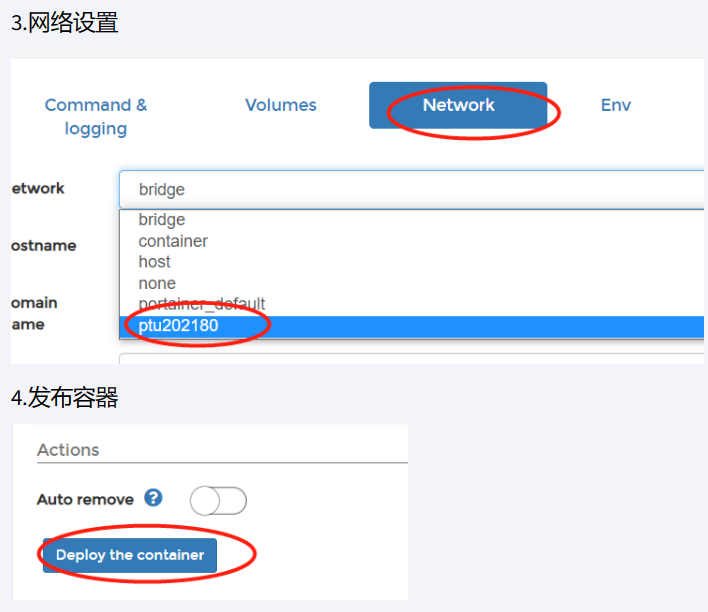 3.网络设置
Command &
logging
Volumes
Network
Env
etwork
bridge
bridge
ostname
container
host
none
omain
ame
portainer_default
ptu202180
4.发布容器
Actions
Auto remove ?
Deploy the container